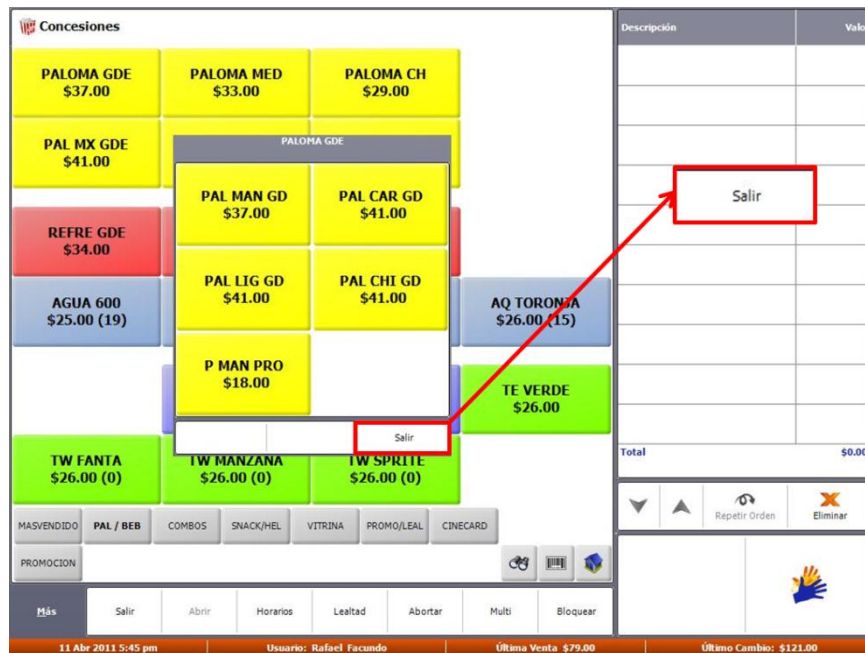 Concesiones
Descripción Valo
PALOMA GDE
$37.00
PALOMA MED
$33.00
PALOMA CH
$29.00
PAL MX GDE
$41.00
PALOMA GDE
PAL MAN GD
$37.00
PAL CAR GD
$41.00
Salir
REFRE GDE
$34.00
PAL LIG GD
$41.00
PAL CHI GD
$41.00
AGUA 600
$25.00 (19)
AQ TORONJA
$26.00 (15)
P MAN PRO
$18.00
TE VERDE
$26.00
Salir
TW FANTA
$26.00 (0)
TW MANZANA
$26.00 (0)
TW SPRITE
$26.00 (0)
Total $0.00
MASVENDIDO PAL / BEB COMBOS SNACK/HEL VITRINA PROMO/LEAL CINECARD
Repetir Orden Eliminar
PROMOCION
Más Salir Abrir Horarios Lealtad Abortar Multi Bloquear
11 Abr 2011 5:45 pm Usuario: Rafael Facundo Última Venta $79.00 Último Cambio: $121.00